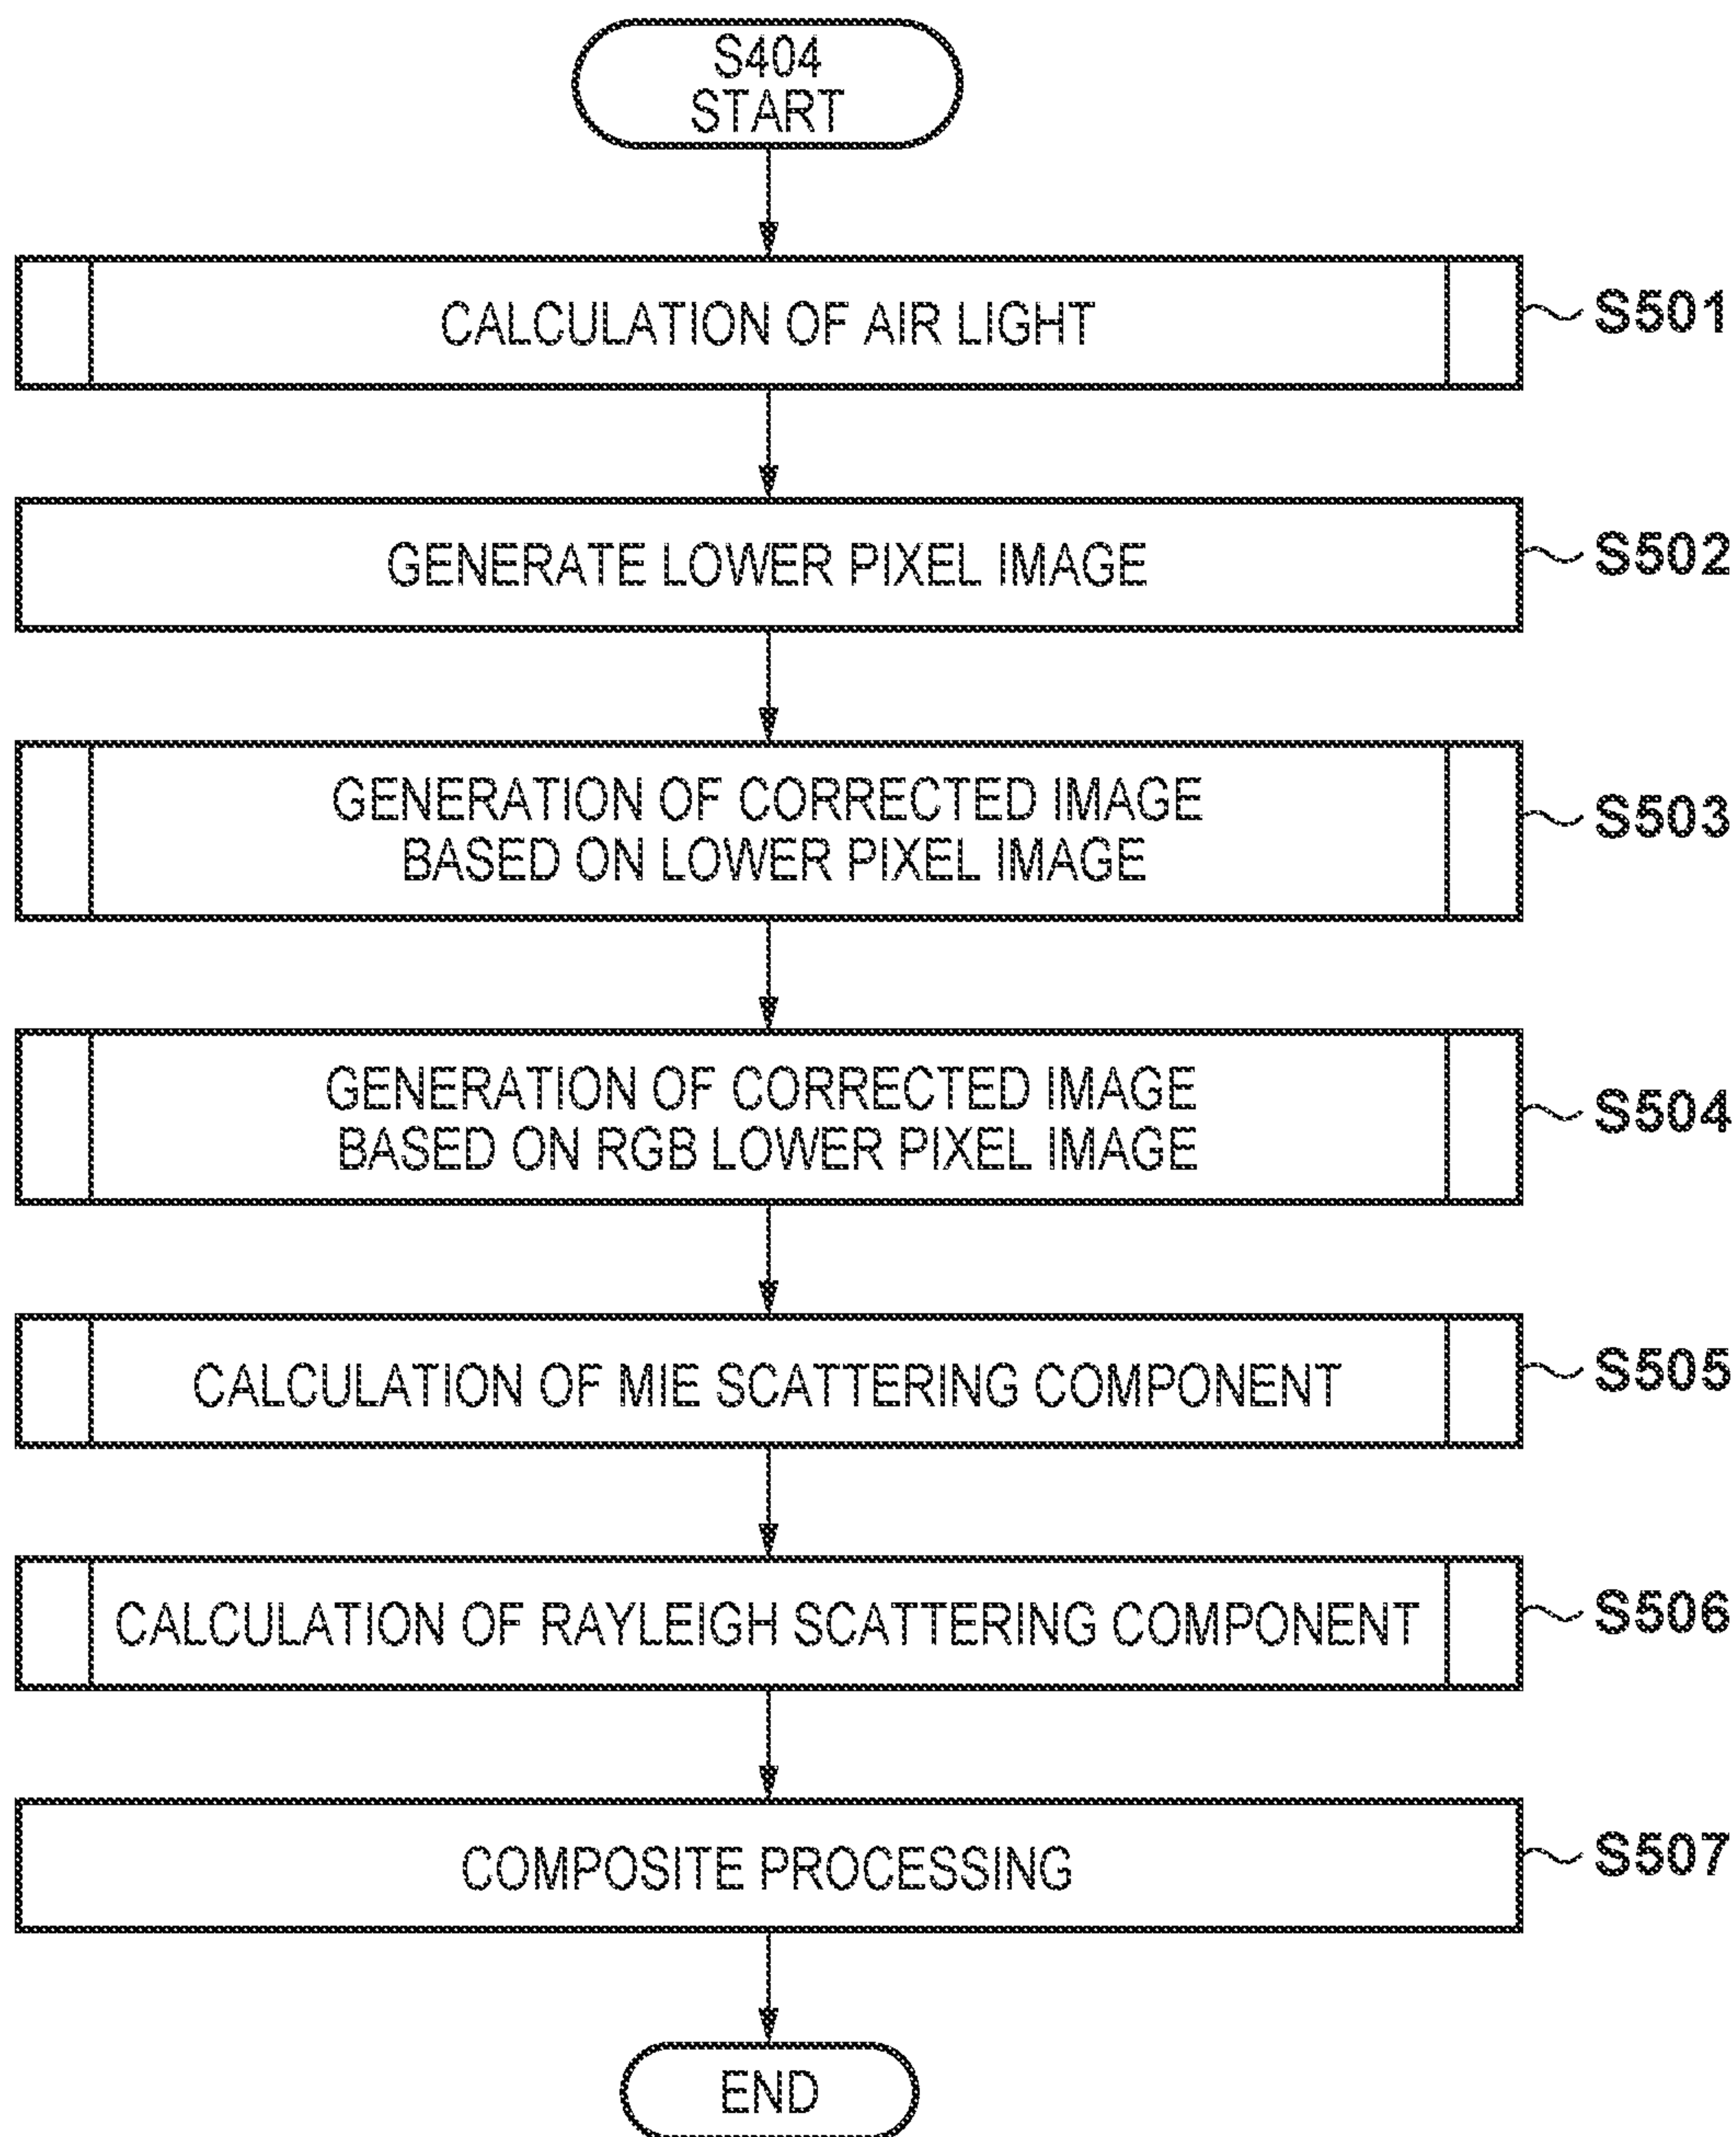 S404
START
CALCULATION OF AIR LIGHT
S501
GENERATE LOWER PIXEL IMAGE
S502
GENERATION OF CORRECTED IMAGE
BASED ON LOWER PIXEL IMAGE
S503
GENERATION OF CORRECTED IMAGE
BASED ON RGB LOWER PIXEL IMAGE
S504
CALCULATION OF MIE SCATTERING COMPONENT
S505
CALCULATION OF RAYLEIGH SCATTERING COMPONENT
S506
COMPOSITE PROCESSING
S507
END